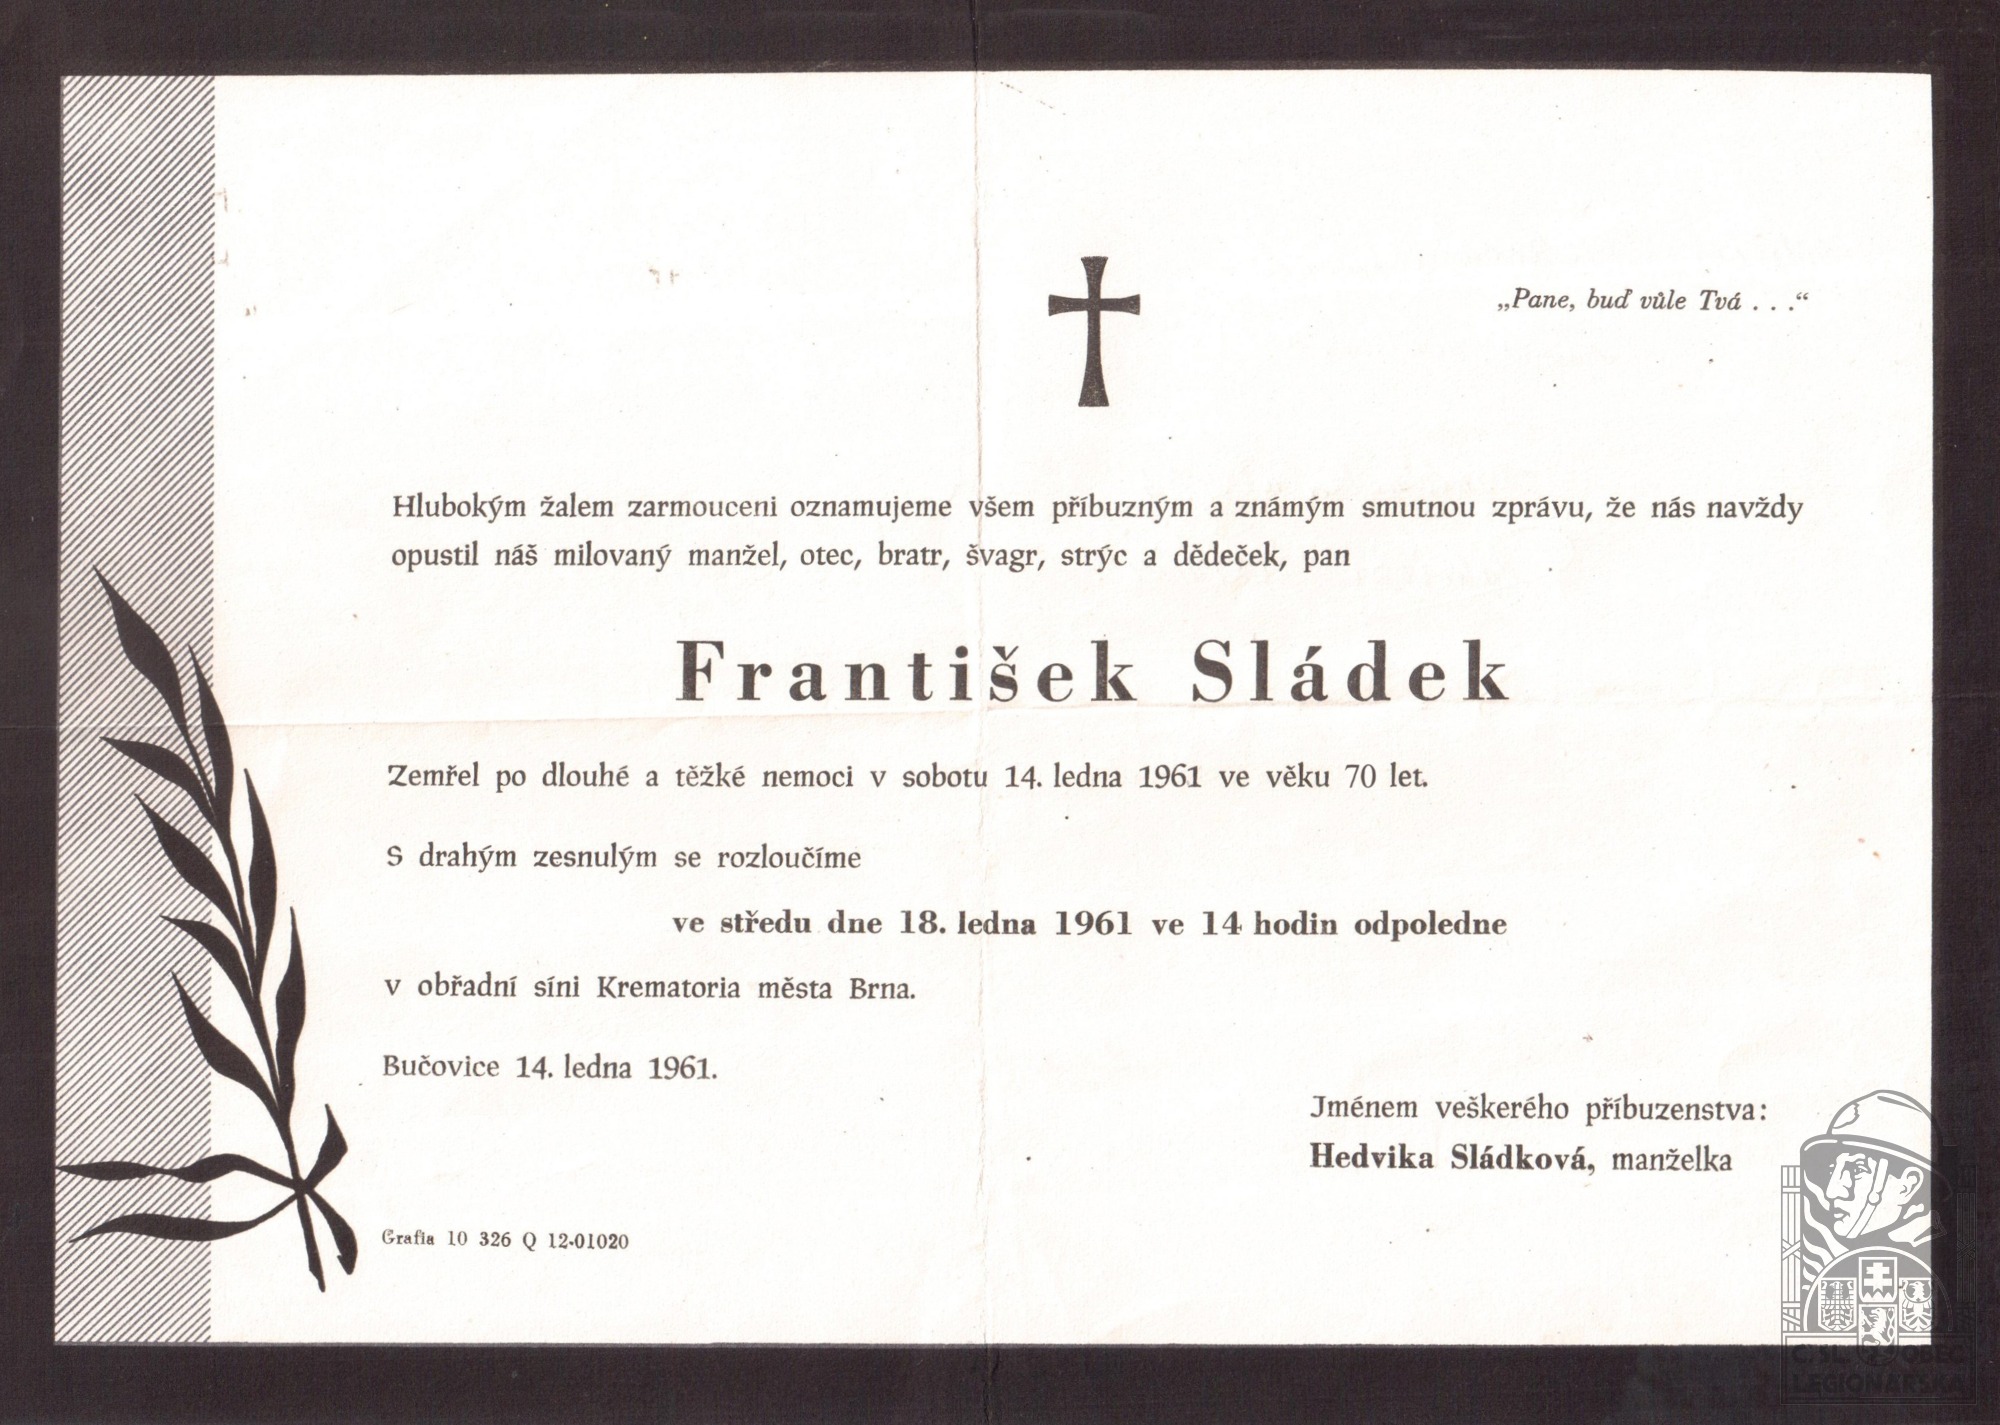 „Pane, buď vůle Tvá . . .“
Hlubokým žalem zarmouceni oznamujeme všem příbuzným a známým smutnou zprávu, že nás navždy
opustil náš milovaný manžel, otec, bratr, švagr, strýc a dědeček, pan
František Sládek
Zemřel po dlouhé a těžké nemoci v sobotu 14. ledna 1961 ve věku 70 let.
S drahým zesnulým se rozloučíme
ve středu dne 18. ledna 1961 ve 14 hodin odpoledne
v obřadní síni Krematoria města Brna.
Bučovice 14. ledna 1961.
Jménem veškerého příbuzenstva:
Hedvika Sládková, manželka
Grafia 10 326 Q 12-01020
ČSL. OBEC
LEGIONÁŘSKÁ